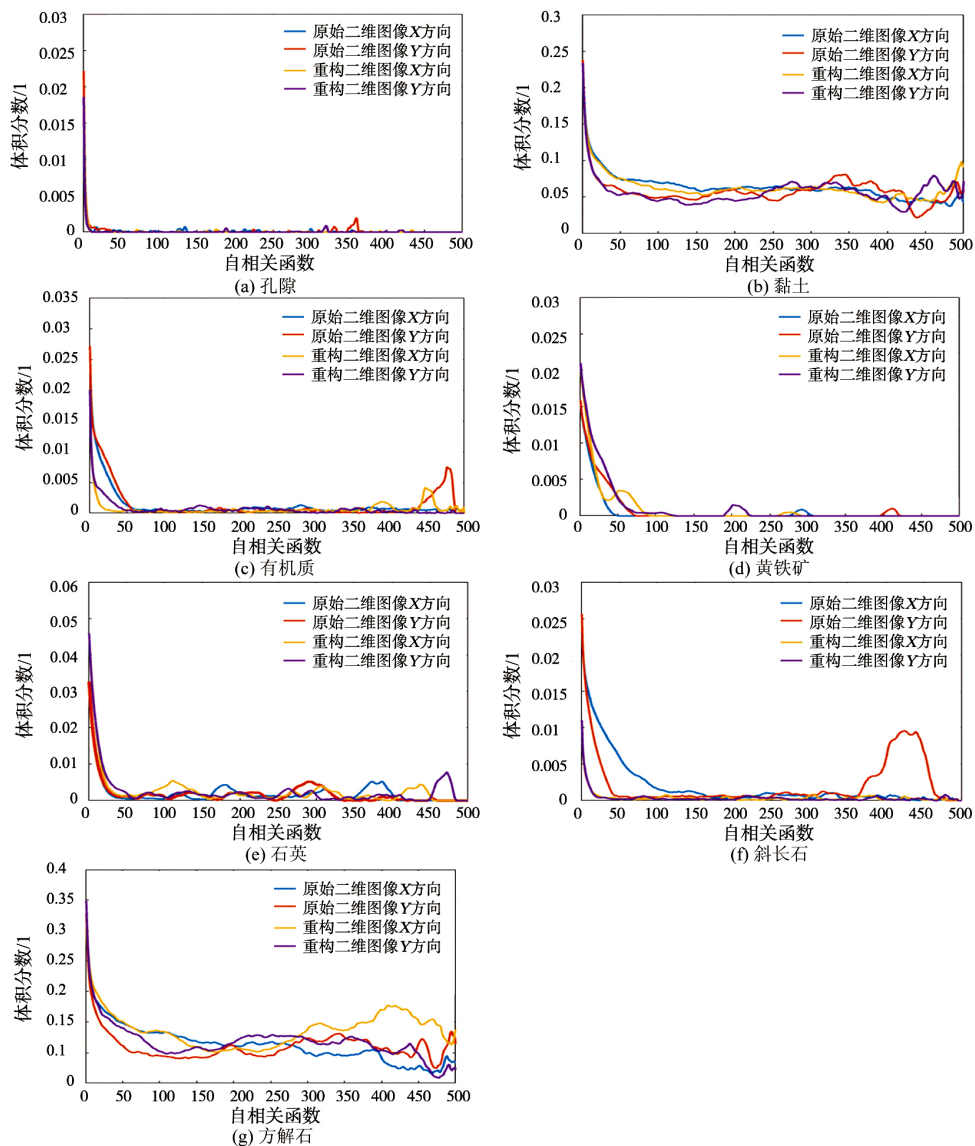 0.03
0.025
0.02
0.015
0.01
0.005
0
50
100
150
200
250
300
350
400
450
500
体积分数/1
自相关函数
原始二维图像X方向
原始二维图像Y方向
重构二维图像X方向
重构二维图像Y方向
(a) 孔隙
0.3
0.25
0.2
0.15
0.1
0.05
0
0
50
100
150
200
250
300
350
400
450
500
体积分数/1
自相关函数
原始二维图像X方向
原始二维图像Y方向
重构二维图像X方向
重构二维图像Y方向
(b) 黏土
0.035
0.03
0.025
0.02
0.015
0.01
0.005
0
0
50
100
150
200
250
300
350
400
450
500
体积分数/1
自相关函数
原始二维图像X方向
原始二维图像Y方向
重构二维图像X方向
重构二维图像Y方向
(c) 有机质
0.03
0.025
0.02
0.015
0.01
0.005
0
0
50
100
150
200
250
300
350
400
450
500
体积分数/1
自相关函数
原始二维图像X方向
原始二维图像Y方向
重构二维图像X方向
重构二维图像Y方向
(d) 黄铁矿
0.06
0.05
0.04
0.03
0.02
0.01
0
0
50
100
150
200
250
300
350
400
450
500
体积分数/1
自相关函数
原始二维图像X方向
原始二维图像Y方向
重构二维图像X方向
重构二维图像Y方向
(e) 石英
0.03
0.025
0.02
0.015
0.01
0.005
0
0
50
100
150
200
250
300
350
400
450
500
体积分数/1
自相关函数
原始二维图像X方向
原始二维图像Y方向
重构二维图像X方向
重构二维图像Y方向
(f) 斜长石
0.4
0.35
0.3
0.25
0.2
0.15
0.1
0.05
0
0
50
100
150
200
250
300
350
400
450
500
体积分数/1
自相关函数
原始二维图像X方向
原始二维图像Y方向
重构二维图像X方向
重构二维图像Y方向
(g) 方解石